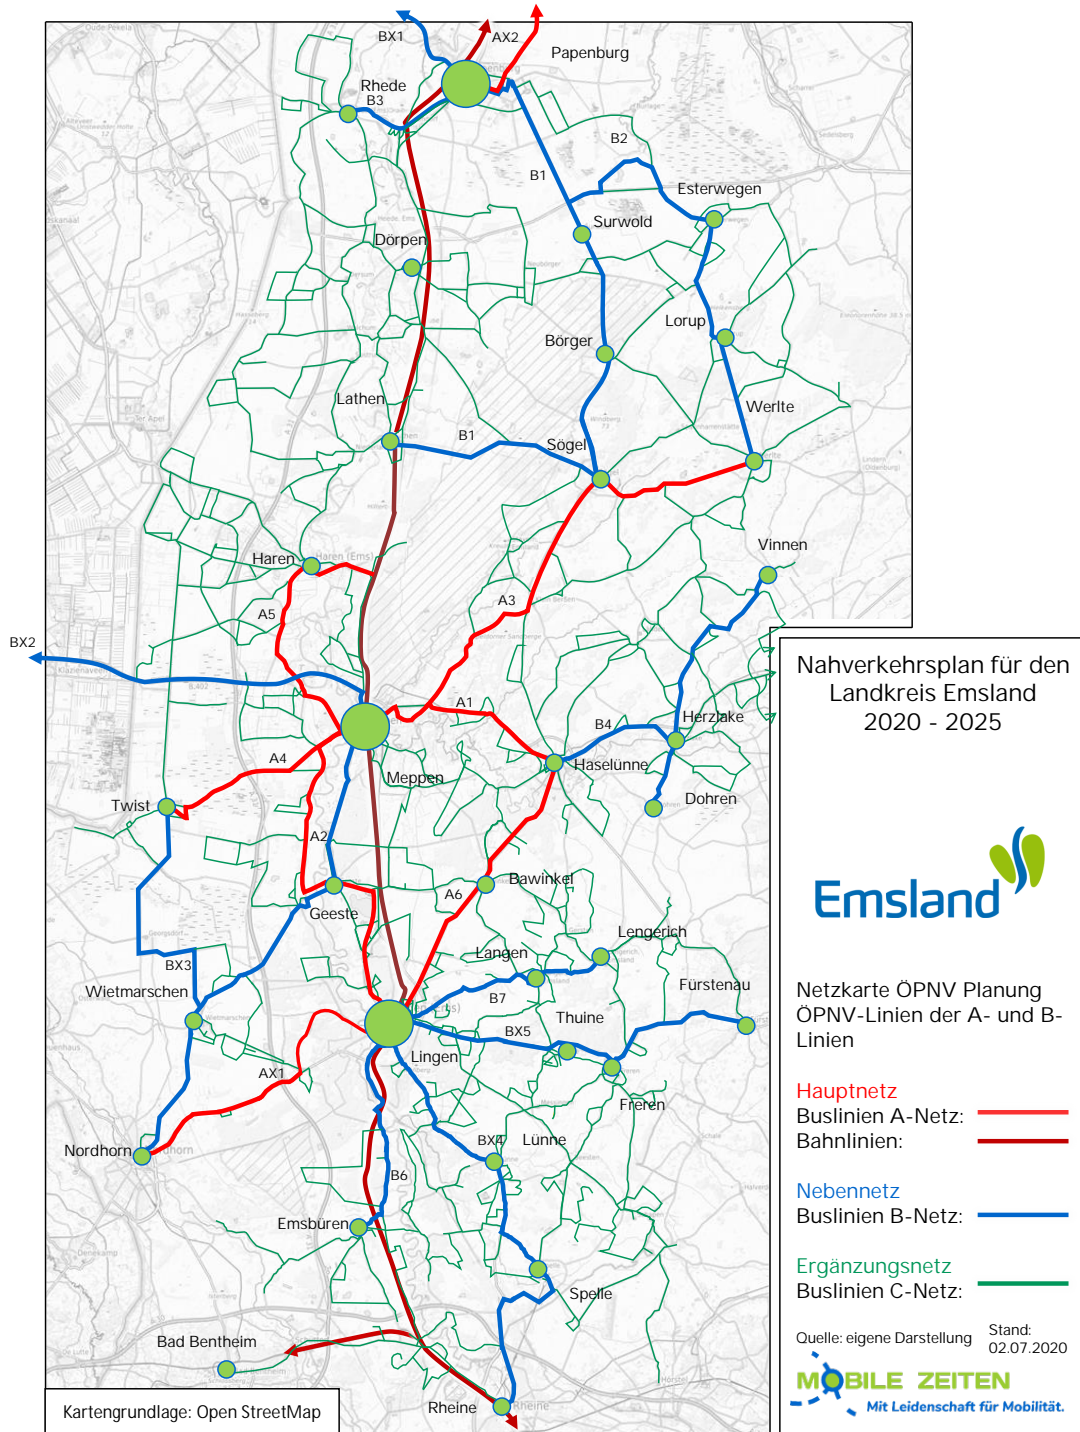 BX1
AX2
Papenburg
Rhede
B3
B2
B1
Esterwegen
Surwold
Dörpen
Lorup
Börger
Lathen
Werlte
B1
Sögel
Vinnen
Haren
Haren (Ems)
A5
A3
BX2
A1
B4
Herzlake
A4
Haselünne
Meppen
Twist
Dohren
A2
Bawinkel
A6
Geeste
Lengerich
Langen
BX3
Fürstenau
Wietmarschen
B7
Thuine
BX5
Lingen
AX1
Freren
BX4
Lünne
Nordhorn
B6
Emsbüren
Spelle
Bad Bentheim
Rheine
Kartengrundlage: Open StreetMap
Nahverkehrsplan für den
Landkreis Emsland
2020 - 2025
Emsland
Netzkarte ÖPNV Planung
ÖPNV-Linien der A- und B-
Linien
Hauptnetz
Buslinien A-Netz:
Bahnlinien:
Nebennetz
Buslinien B-Netz:
Ergänzungsnetz
Buslinien C-Netz:
Quelle: eigene Darstellung
Stand:
02.07.2020
MOBILE ZEITEN
Mit Leidenschaft für Mobilität.